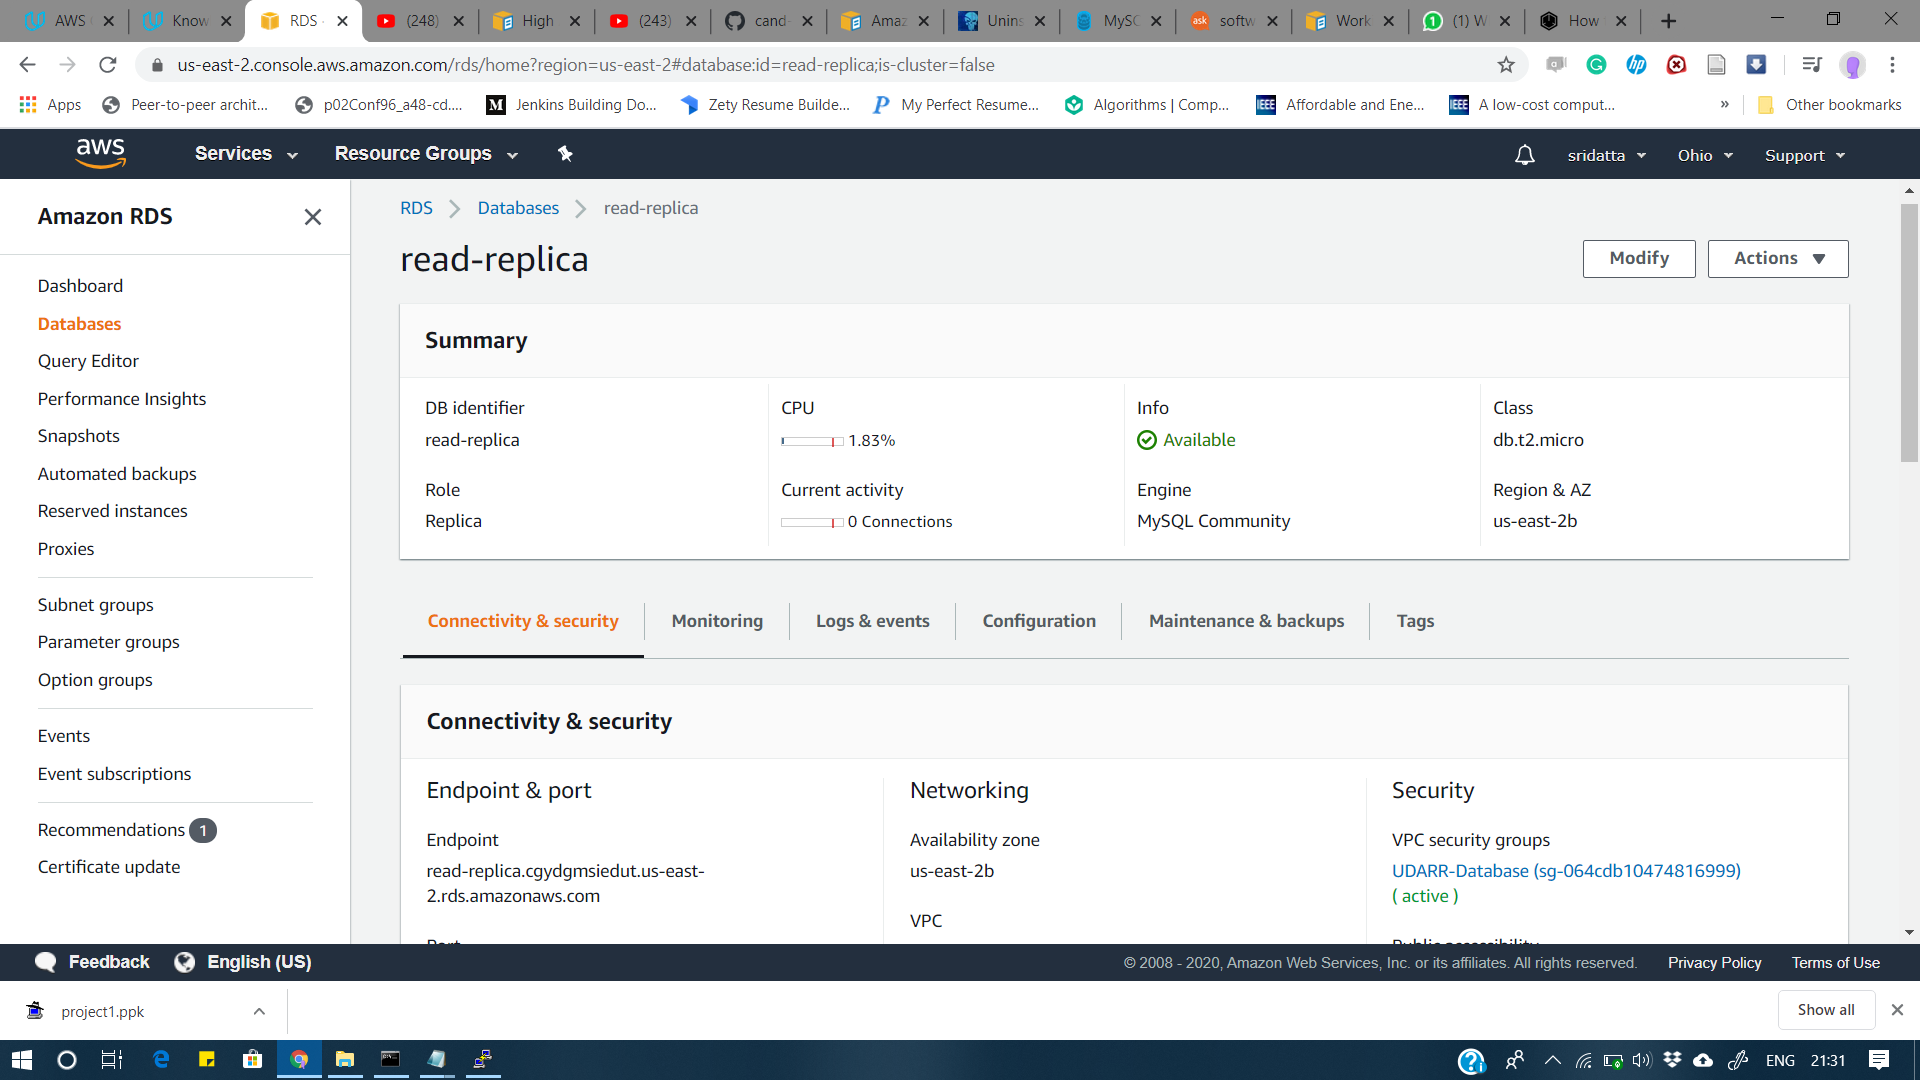 AWS
Know
RDS
(248)
High
(243)
cand
Amaz
Unins
MySC
ask softw
Work
1 (1) W
How
us-east-2.console.aws.amazon.com/rds/home?region=us-east-2#database:id=read-replica;is-cluster=false
Apps
Peer-to-peer archit...
p02Conf96_a48-cd....
Jenkins Building Do...
Zety Resume Builde...
My Perfect Resume...
Algorithms | Comp...
IEEE Affordable and Ene...
IEEE A low-cost comput...
»
Other bookmarks
aws
Services
Resource Groups
sridatta
Ohio
Support
Amazon RDS
Dashboard
Databases
Query Editor
Performance Insights
Snapshots
Automated backups
Reserved instances
Proxies
Subnet groups
Parameter groups
Option groups
Events
Event subscriptions
Recommendations 1
Certificate update
RDS
Databases
read-replica
read-replica
Modify
Actions
Summary
DB identifier
read-replica
CPU
1.83%
Info
Available
Class
db.t2.micro
Role
Replica
Current activity
0 Connections
Engine
MySQL Community
Region & AZ
us-east-2b
Connectivity & security
Monitoring
Logs & events
Configuration
Maintenance & backups
Tags
Connectivity & security
Endpoint & port
Endpoint
read-replica.cgydgmsiedut.us-east-
2.rds.amazonaws.com
Port
Networking
Availability zone
us-east-2b
VPC
Security
VPC security groups
UDARR-Database (sg-064cdb10474816999)
( active )
Public accessibility
Feedback
English (US)
© 2008 - 2020, Amazon Web Services, Inc. or its affiliates. All rights reserved.
Privacy Policy
Terms of Use
project1.ppk
Show all
ENG
21:31